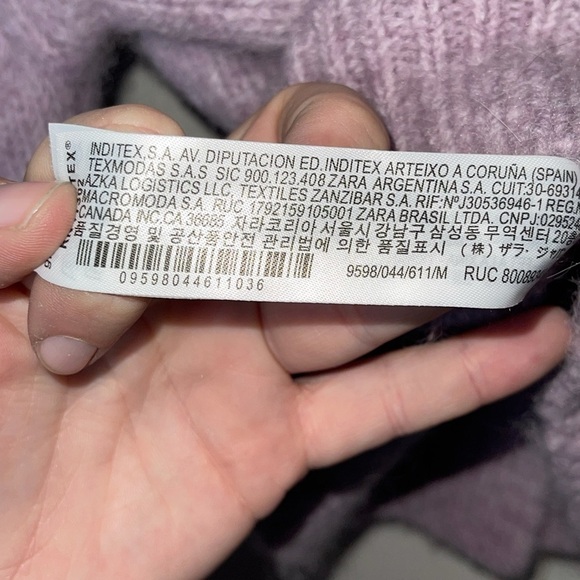 INDITEX,S.A. AV. DIPUTACION ED.INDITEX ARTEIXO A CORUÑA (SPAIN)
TEXMODAS S.A.S SIC 900.123.408 ZARA ARGENTINA S.A. CUIT:30-6931
AZKA LOGISTICS LLC, TEXTILES ZANZIBAR S.A. RIF:NºJ30536946-1 REG.
MACROMODA S.A. RUC 1792159105001 ZARA BRASIL LTDA. CNPJ:029524
CANADA INC.CA 36665 자라코리아 서울시 강남구 삼성동 무역센터
품질경영 및 공산품안전 관리법에 의한 품질표시 (株) ザラ・ジャ
9598/044/611/M RUC 80088
09598044611036
TEX®